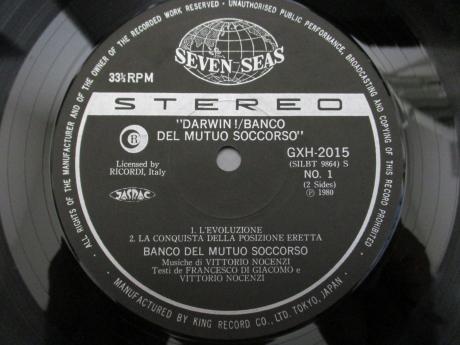 SEVEN SEAS
33⅓RPM
STEREO
"DARWIN!/BANCO
DEL MUTUO SOCCORSO"
R
Licensed by
RICORDI, Italy
JASRAC
GXH-2015
(SILBT 9864) S
NO. 1
(2 Sides)
Ⓟ 1980
1. L'EVOLUZIONE
2. LA CONQUISTA DELLA POSIZIONE ERETTA
BANCO DEL MUTUO SOCCORSO
Musiche di VITTORIO NOCENZI
Testi de FRANCESCO DI GIACOMO e
VITTORIO NOCENZI
ALL RIGHTS OF THE MANUFACTURER AND OF THE OWNER OF THE RECORDED WORK RESERVED • UNAUTHORISED PUBLIC PERFORMANCE, BROADCASTING AND COPYING OF THIS RECORD PROHIBITED •
MANUFACTURED BY KING RECORD CO., LTD. TOKYO, JAPAN